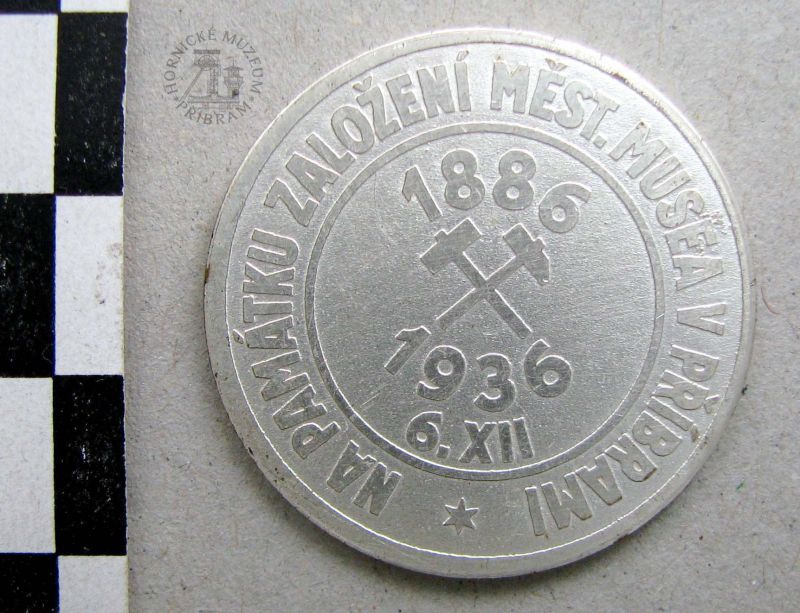 HORNICKÉ MUZEUM
PŘÍBRAM
NA PAMÁTKU ZALOŽENÍ MĚST. MUSEA V PŘÍBRAMI
1886
1936
6. XII